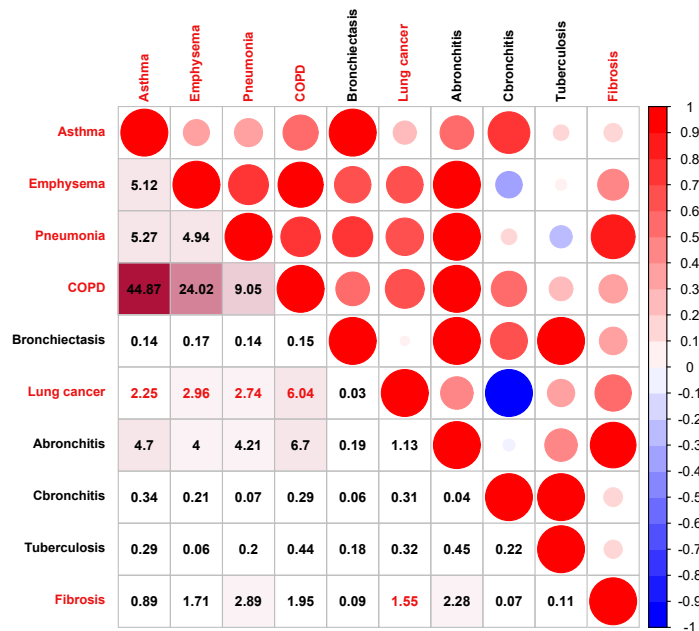 Asthma
Emphysema
Pneumonia
COPD
Bronchiectasis
Lung cancer
Abronchitis
Cbronchitis
Tuberculosis
Fibrosis
Asthma
Emphysema 5.12
Pneumonia 5.27 4.94
COPD 44.87 24.02 9.05
Bronchiectasis 0.14 0.17 0.14 0.15
Lung cancer 2.25 2.96 2.74 6.04 0.03
Abronchitis 4.7 4 4.21 6.7 0.19 1.13
Cbronchitis 0.34 0.21 0.07 0.29 0.06 0.31 0.04
Tuberculosis 0.29 0.06 0.2 0.44 0.18 0.32 0.45 0.22
Fibrosis 0.89 1.71 2.89 1.95 0.09 1.55 2.28 0.07 0.11
1
0.9
0.8
0.7
0.6
0.5
0.4
0.3
0.2
0.1
0
-0.1
-0.2
-0.3
-0.4
-0.5
-0.6
-0.7
-0.8
-0.9
-1